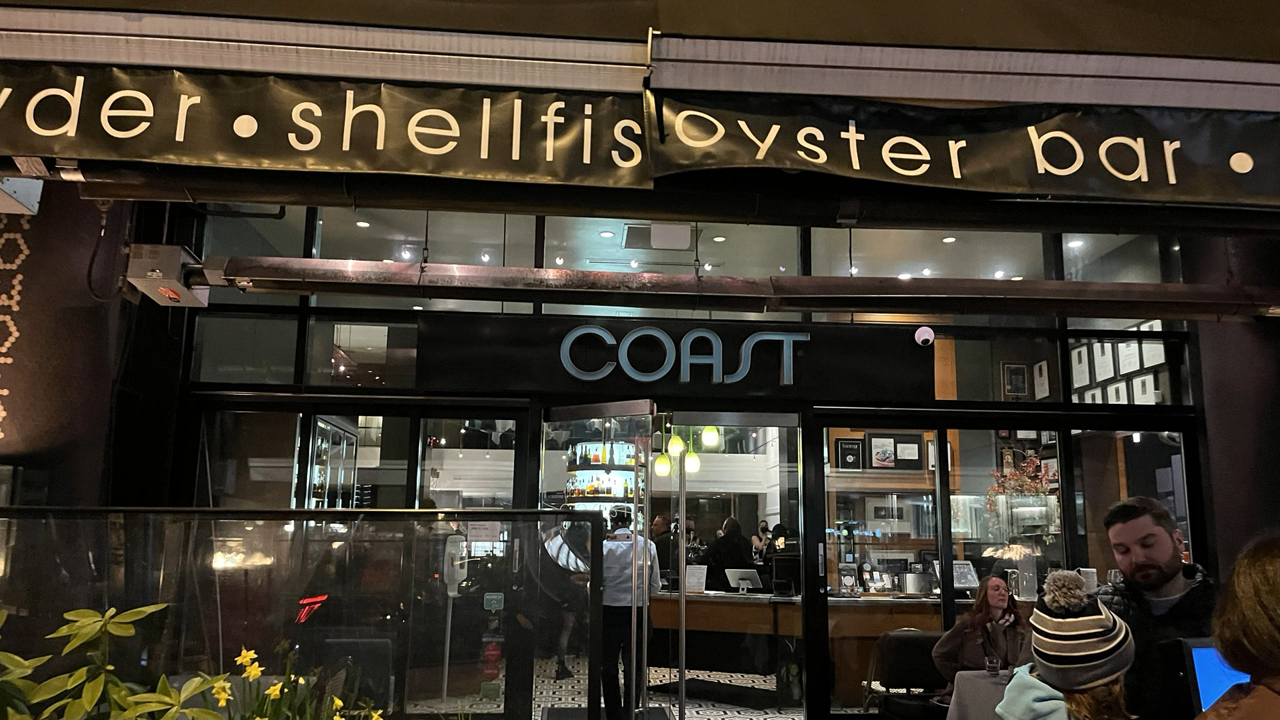 yder • shellfis
oyster bar •
COAST